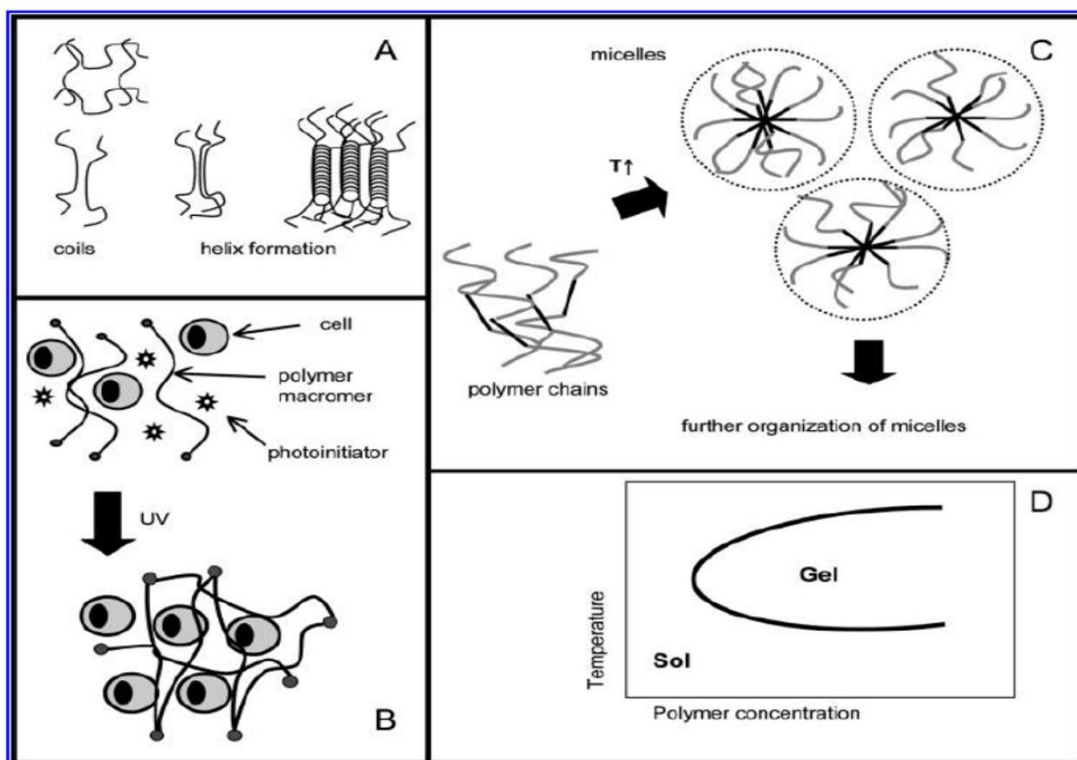 A
coils
helix formation
cell
polymer
macromer
photoinitiator
UV
B
C
micelles
T↑
polymer chains
further organization of micelles
D
Gel
Sol
Temperature
Polymer concentration